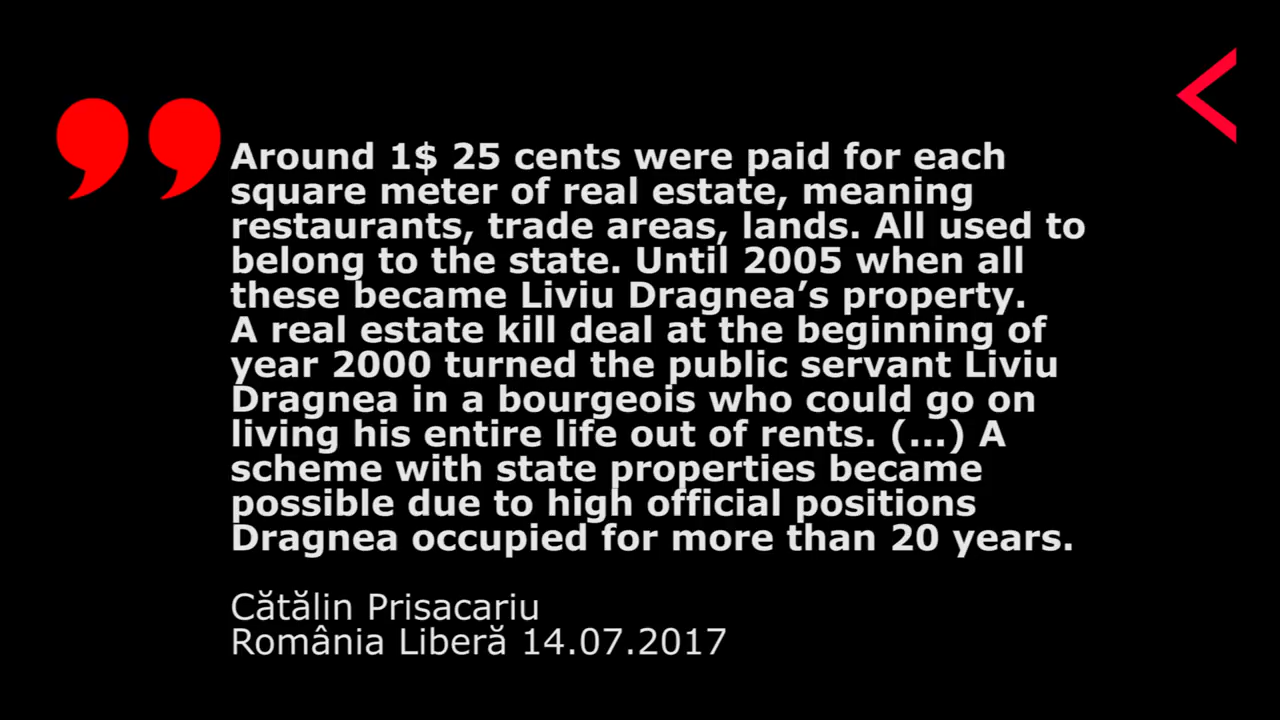 Around 1$ 25 cents were paid for each
square meter of real estate, meaning
restaurants, trade areas, lands. All used to
belong to the state. Until 2005 when all
these became Liviu Dragnea’s property.
A real estate kill deal at the beginning of
year 2000 turned the public servant Liviu
Dragnea in a bourgeois who could go on
living his entire life out of rents. (...) A
scheme with state properties became
possible due to high official positions
Dragnea occupied for more than 20 years.
Cătălin Prisacariu
România Liberă 14.07.2017